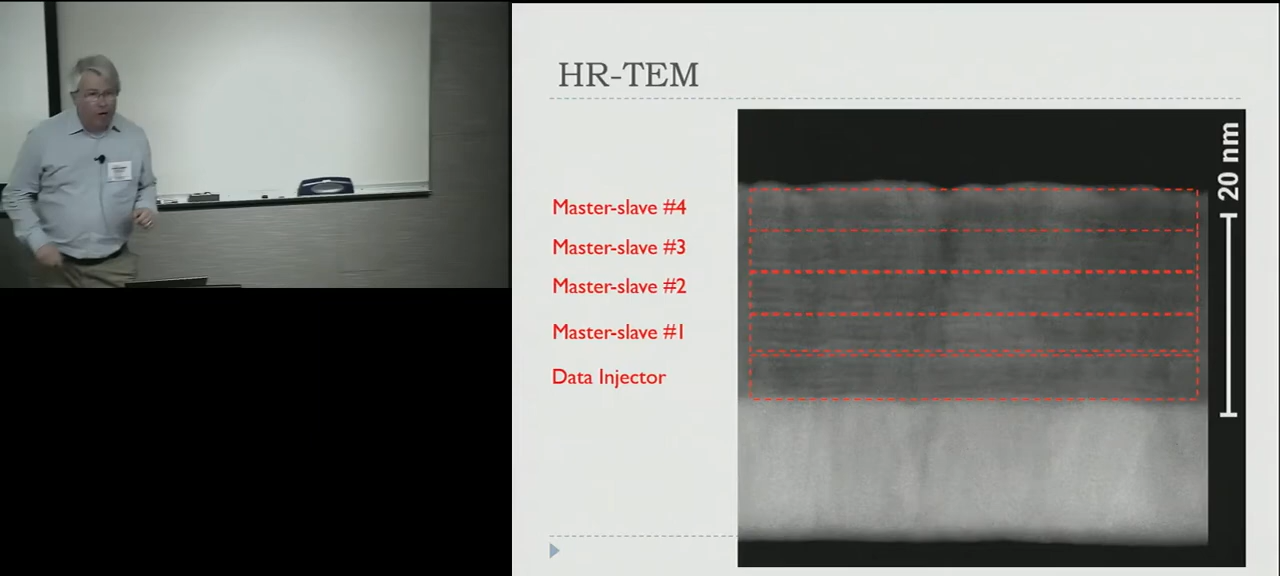 HR-TEM
20 nm
Master-slave #4
Master-slave #3
Master-slave #2
Master-slave #1
Data Injector